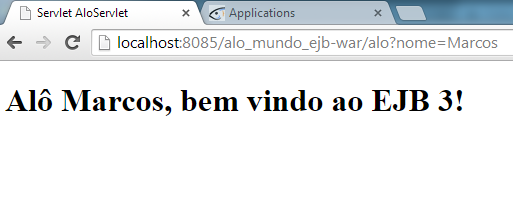 Servlet AloServlet
Applications
localhost:8085/alo_mundo_ejb-war/alo?nome=Marcos
Alô Marcos, bem vindo ao EJB 3!